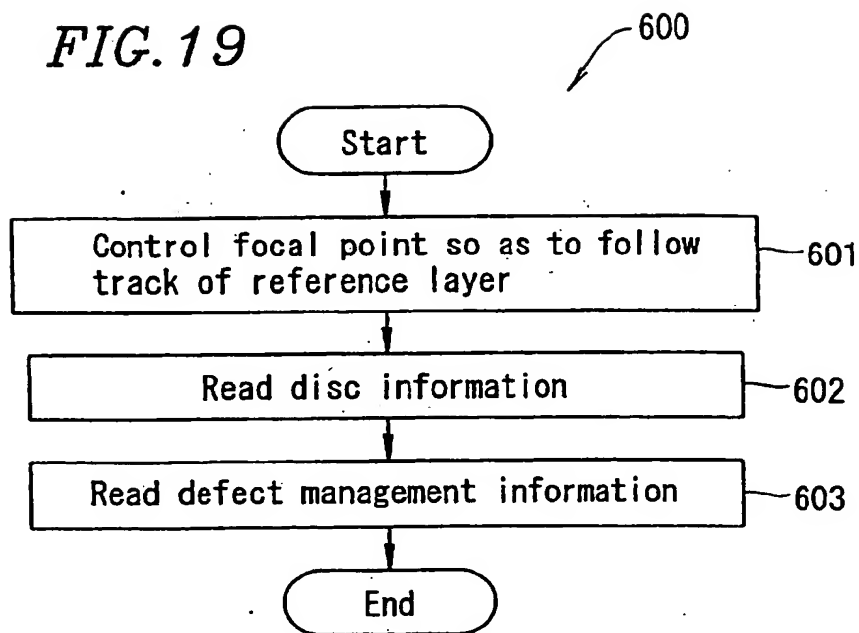 FIG.19
600
Start
Control focal point so as to follow
track of reference layer
601
Read disc information
602
Read defect management information
603
End